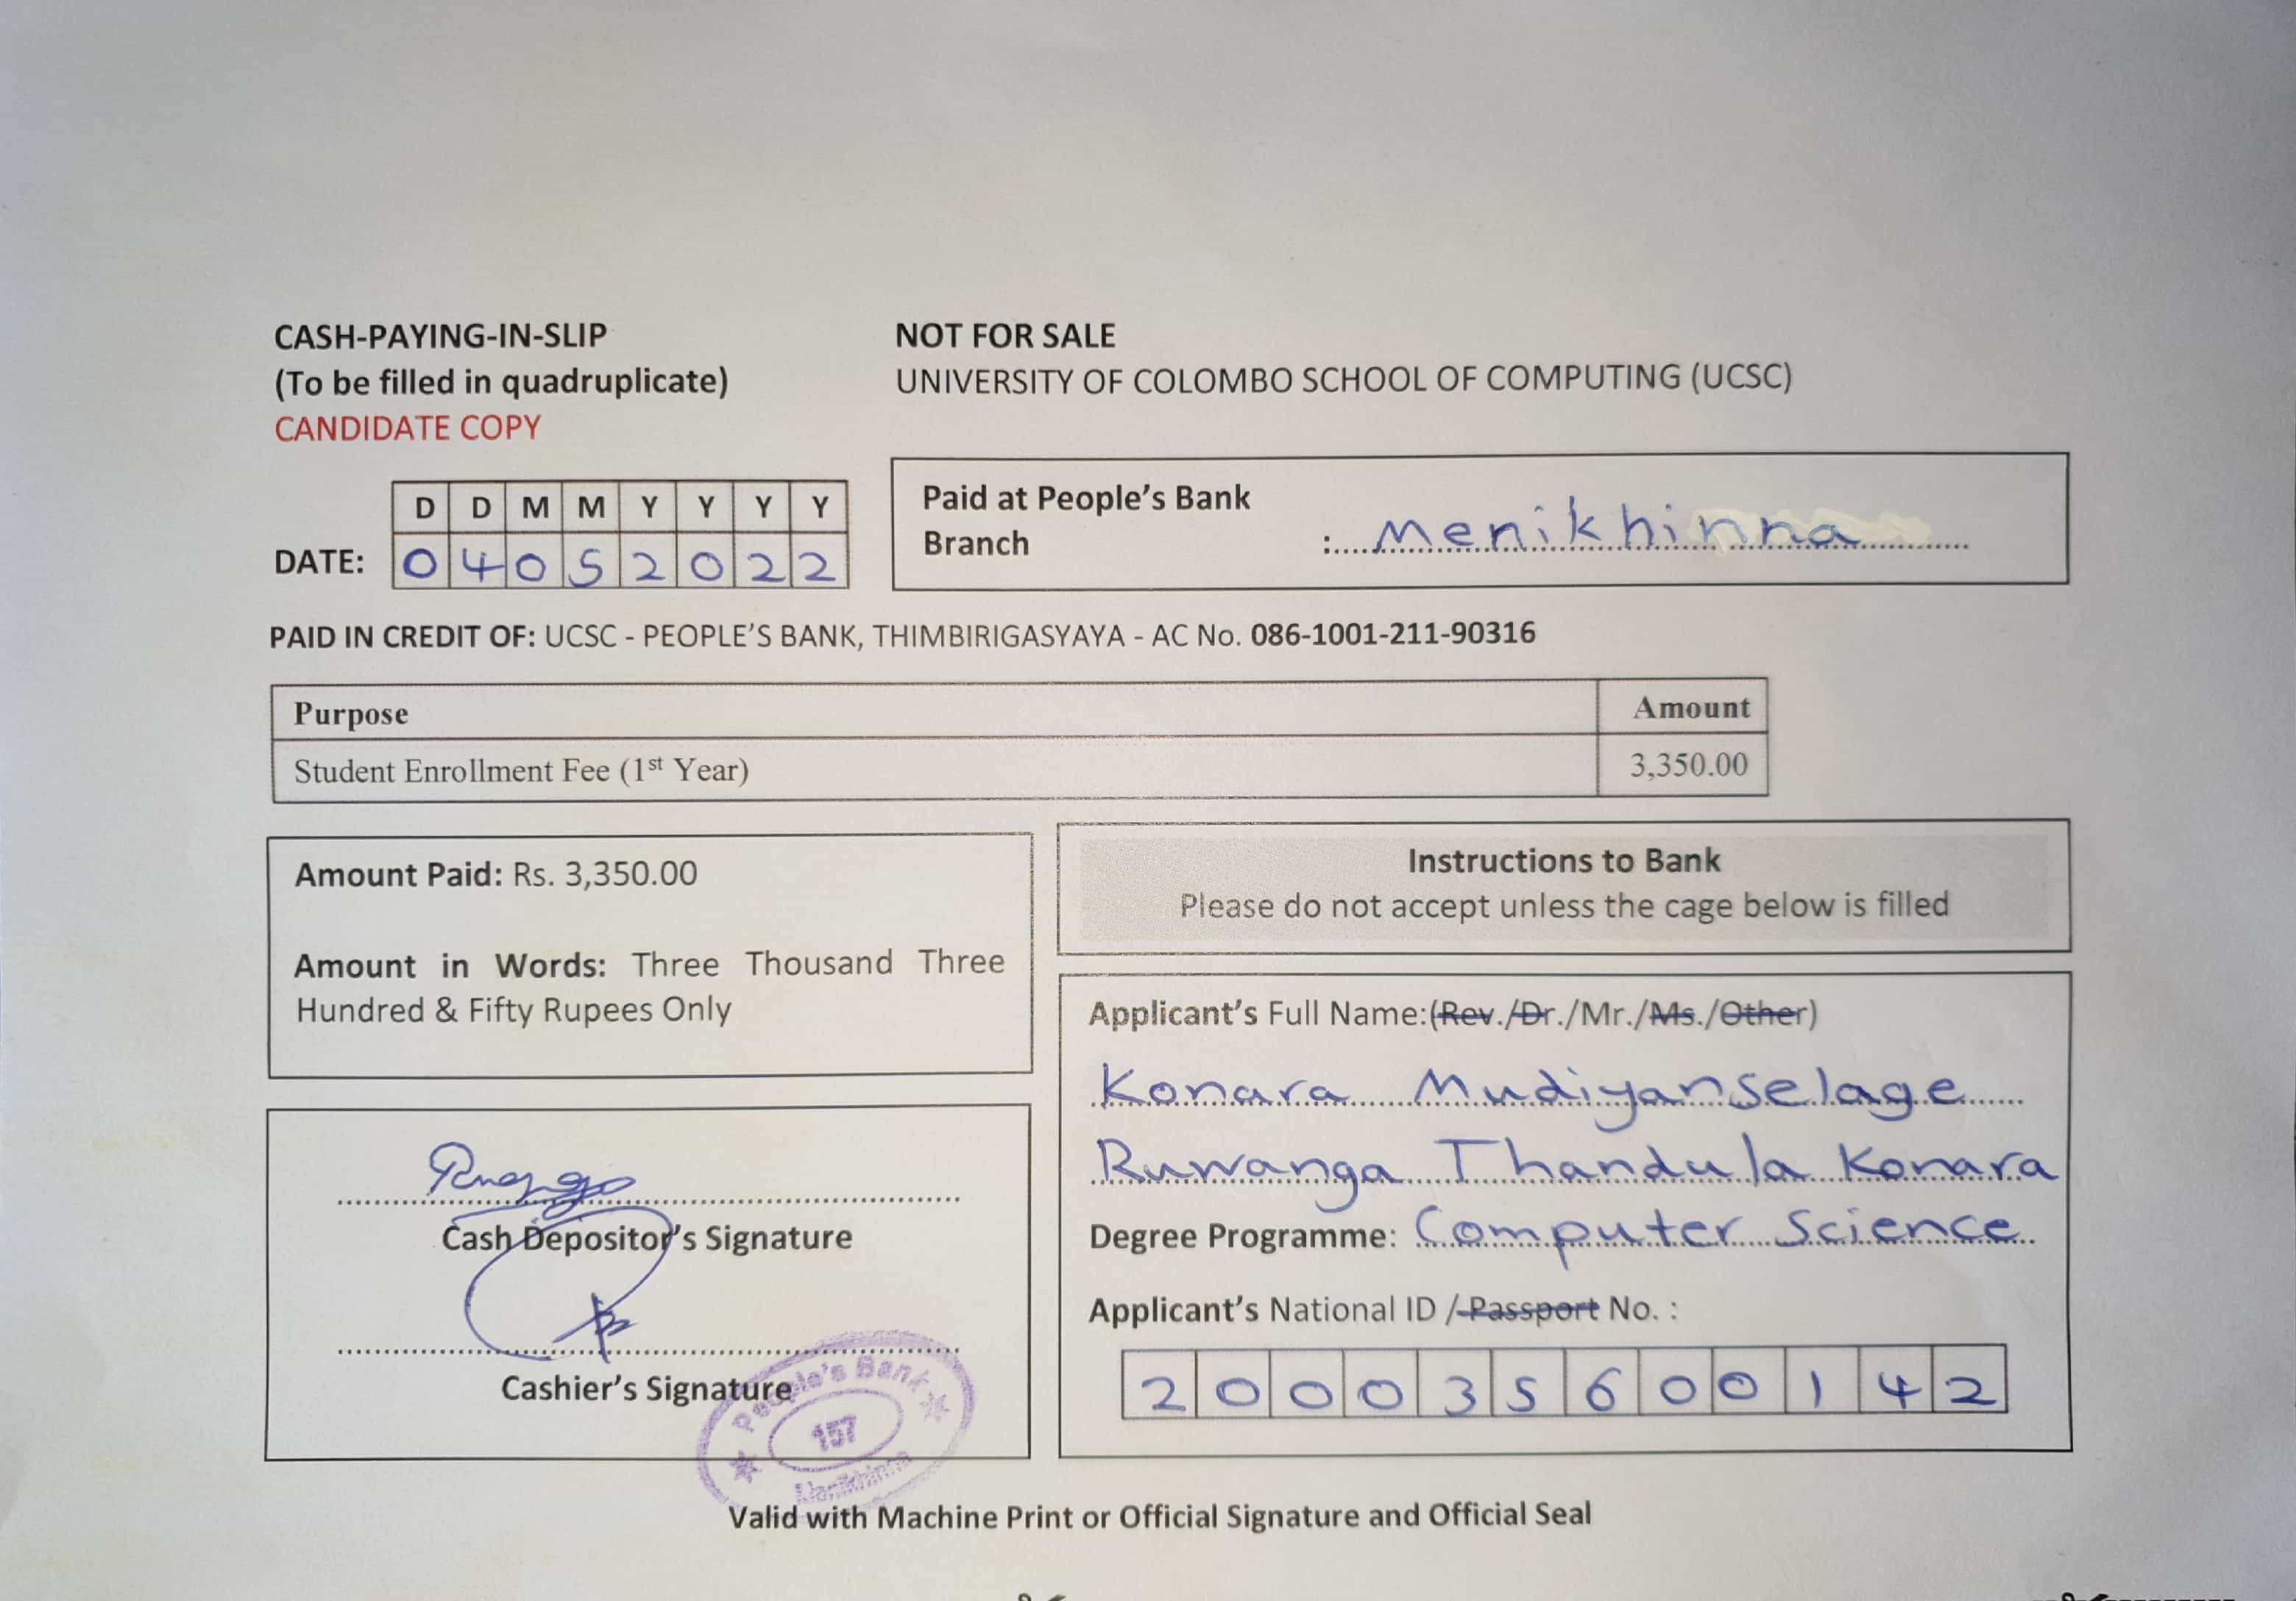 CASH-PAYING-IN-SLIP
(To be filled in quadruplicate)
CANDIDATE COPY
NOT FOR SALE
UNIVERSITY OF COLOMBO SCHOOL OF COMPUTING (UCSC)
D D M M Y Y Y Y
DATE: 0 4 0 5 2 0 2 2
Paid at People's Bank
Branch : Menikhinna
PAID IN CREDIT OF: UCSC - PEOPLE'S BANK, THIMBIRIGASYAYA - AC No. 086-1001-211-90316
Purpose Amount
Student Enrollment Fee (1st Year) 3,350.00
Amount Paid: Rs. 3,350.00
Amount in Words: Three Thousand Three
Hundred & Fifty Rupees Only
Instructions to Bank
Please do not accept unless the cage below is filled
Applicant's Full Name:(Rev./Dr./Mr./Ms./Other)
Konara Mudiyanselage
Ruwanga Thandula Konara
Degree Programme: Computer Science
Applicant's National ID /Passport No. :
2 0 0 0 3 5 6 0 0 1 4 2
Cash Depositor's Signature
Cashier's Signature
People's Bank
157
Menikhinna
Valid with Machine Print or Official Signature and Official Seal